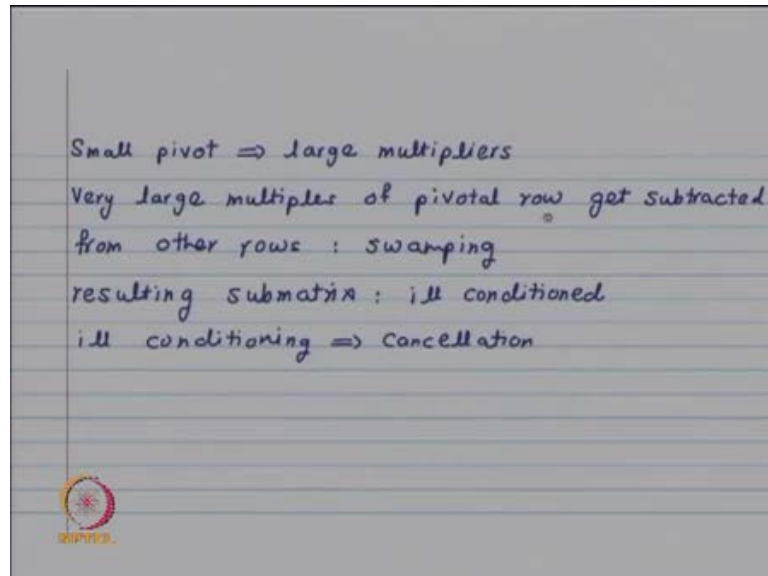 Small pivot ⇒ large multipliers
Very large multiples of pivotal row get subtracted
from other rows : swamping
resulting submatrix : ill conditioned
ill conditioning ⇒ cancellation
NPTEL